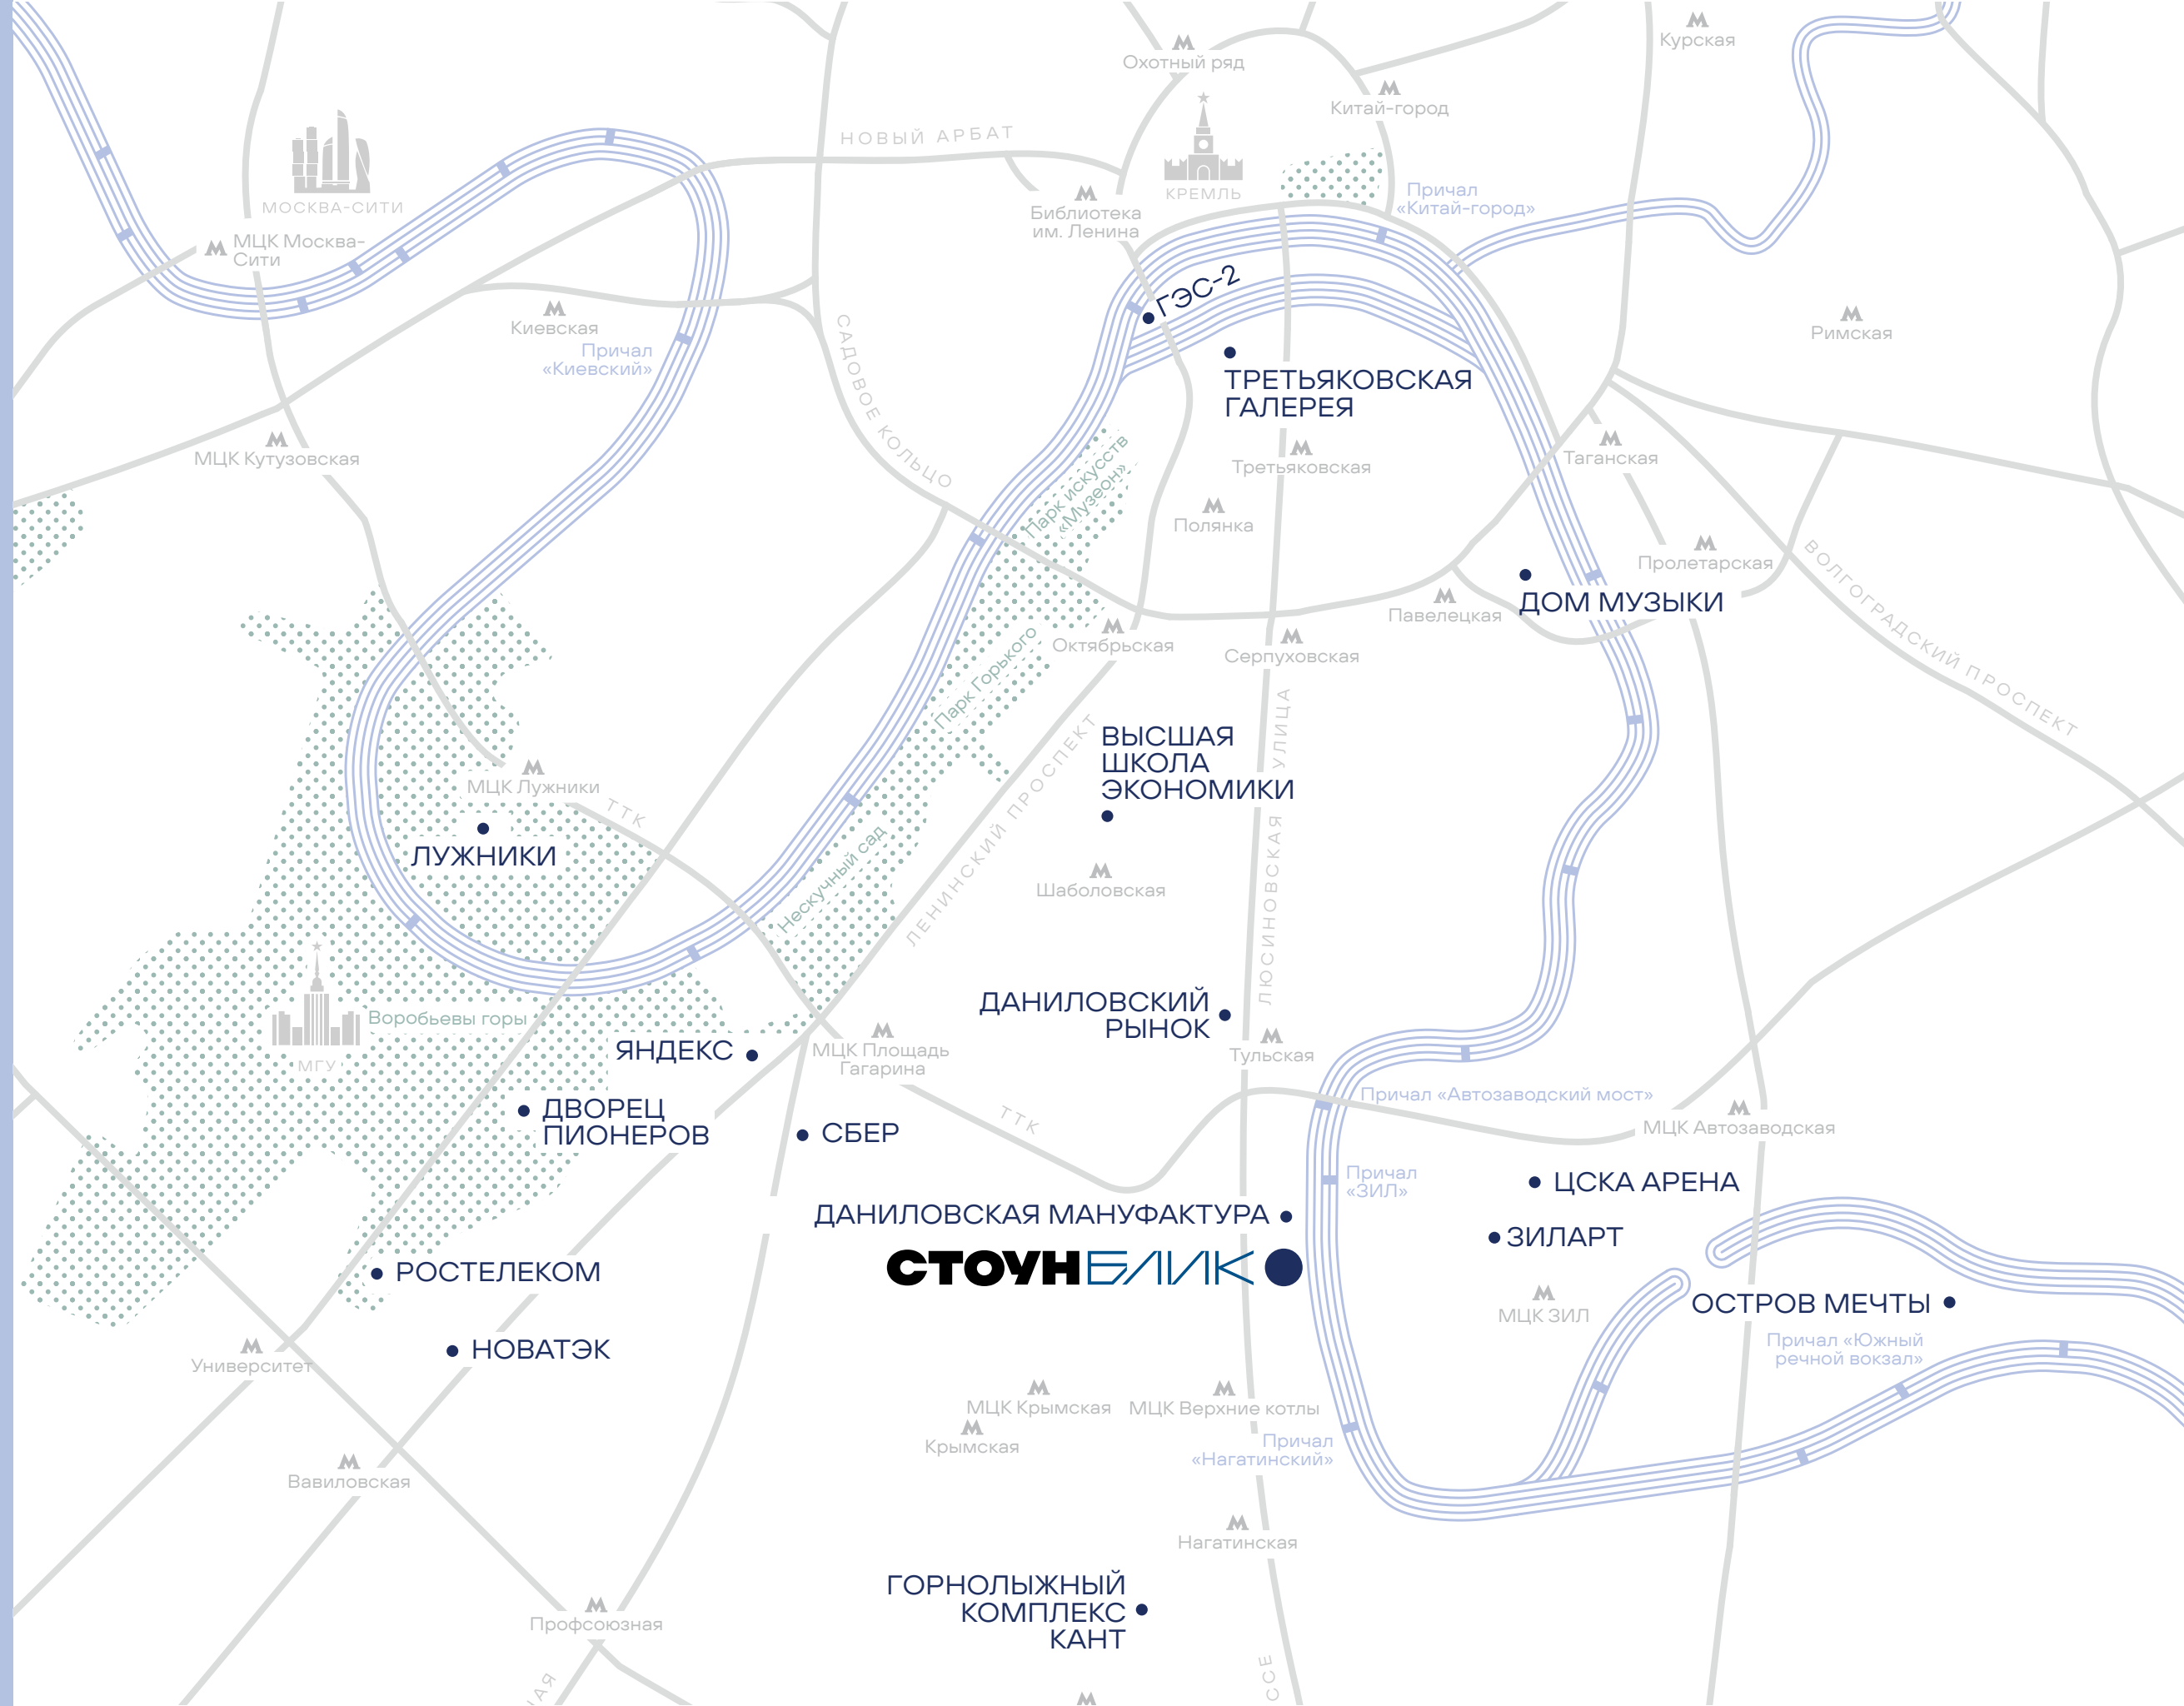 Курская
Охотный ряд
Китай-город
НОВЫЙ АРБАТ
КРЕМЛЬ
Причал
«Китай-город»
МОСКВА-СИТИ
Библиотека
им. Ленина
МЦК Москва-
Сити
ГЭС-2
Киевская
Причал
«Киевский»
Римская
САДОВОЕ КОЛЬЦО
ТРЕТЬЯКОВСКАЯ
ГАЛЕРЕЯ
МЦК Кутузовская
Третьяковская
Таганская
Парк искусств
«Музеон»
Полянка
Пролетарская
ВОЛГОГРАДСКИЙ ПРОСПЕКТ
ДОМ МУЗЫКИ
Павелецкая
Октябрьская
Серпуховская
Парк Горького
ЛЮСИНОВСКАЯ УЛИЦА
ЛЕНИНСКИЙ ПРОСПЕКТ
ВЫСШАЯ
ШКОЛА
ЭКОНОМИКИ
МЦК Лужники
ТТК
ЛУЖНИКИ
Нескучный сад
Шаболовская
ДАНИЛОВСКИЙ
РЫНОК
Воробьевы горы
МГУ
ЯНДЕКС
МЦК Площадь
Гагарина
Тульская
Причал «Автозаводский мост»
ДВОРЕЦ
ПИОНЕРОВ
СБЕР
ТТК
МЦК Автозаводская
Причал
«ЗИЛ»
ЦСКА АРЕНА
ДАНИЛОВСКАЯ МАНУФАКТУРА
ЗИЛАРТ
СТОУН БЛИК
РОСТЕЛЕКОМ
МЦК ЗИЛ
ОСТРОВ МЕЧТЫ
Причал «Южный
речной вокзал»
НОВАТЭК
Университет
МЦК Крымская
МЦК Верхние котлы
Крымская
Причал
«Нагатинский»
Вавиловская
Нагатинская
ГОРНОЛЫЖНЫЙ
КОМПЛЕКС
КАНТ
Профсоюзная
НАЯ
ССЕ